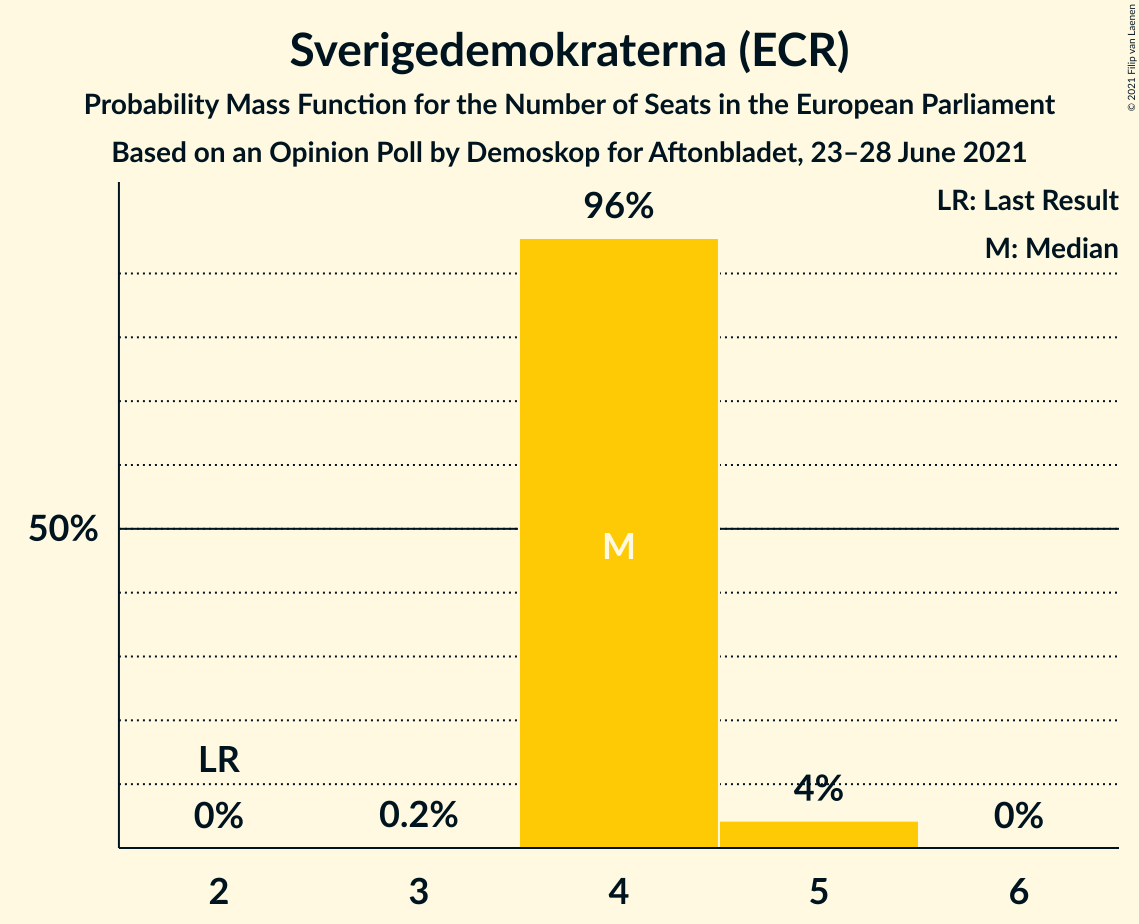 Sverigedemokraterna (ECR)
Probability Mass Function for the Number of Seats in the European Parliament
Based on an Opinion Poll by Demoskop for Aftonbladet, 23–28 June 2021
© 2021 Filip van Laenen
LR: Last Result
M: Median
96%
50%
M
LR
0%
0.2%
4%
0%
2
3
4
5
6